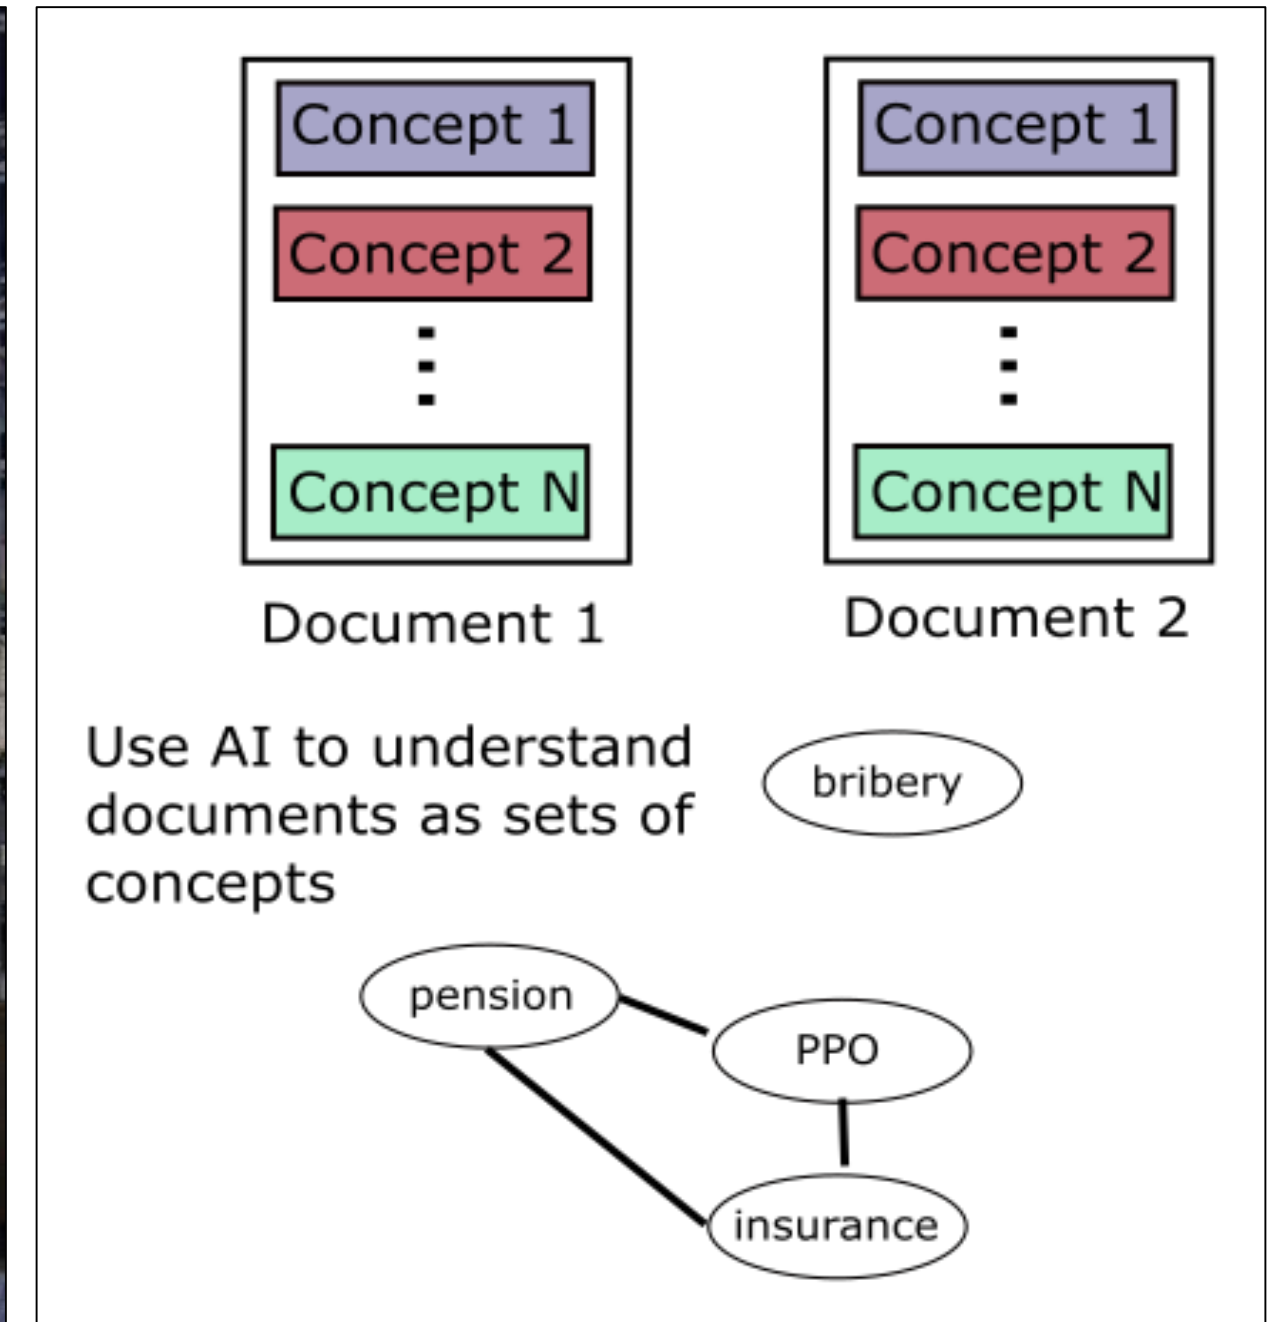 Concept 1
Concept 2
Concept N
Document 1
Concept 1
Concept 2
Concept N
Document 2
Use AI to understand
documents as sets of
concepts
bribery
pension
PPO
insurance